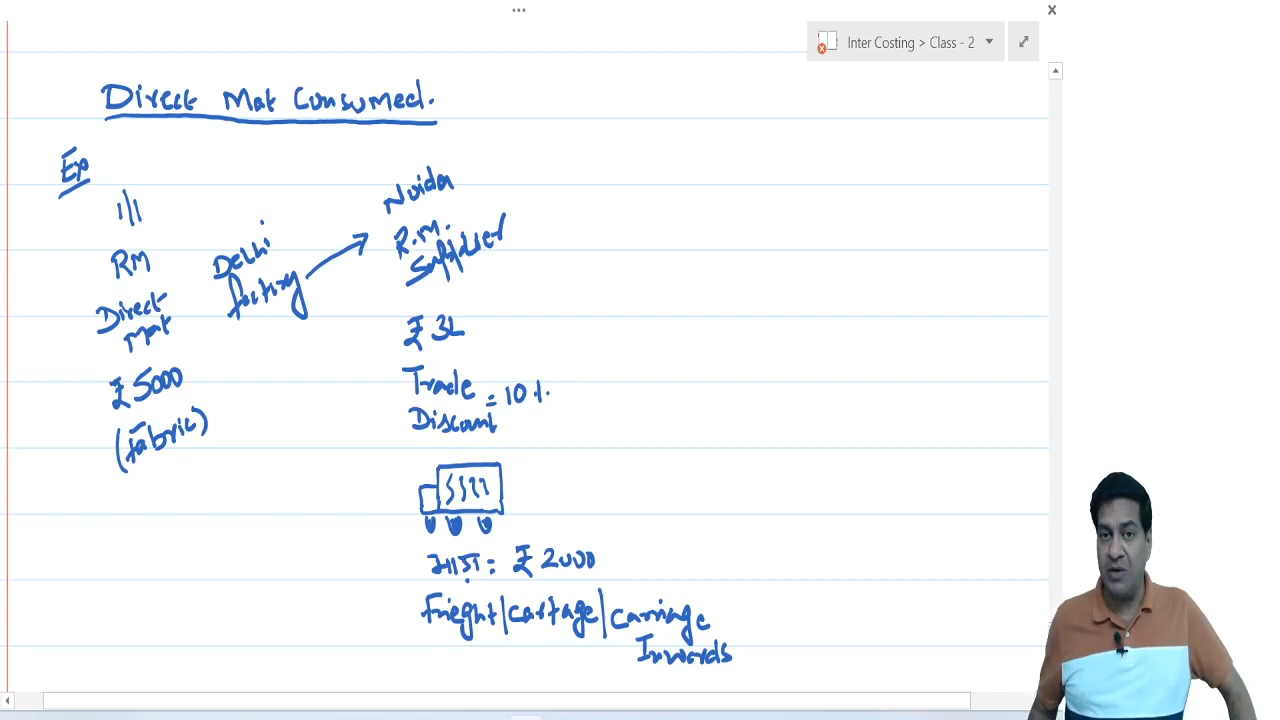 Inter Costing > Class - 2
Direct Mat Consumed.
Ex
1/1
RM
Direct
Mat
₹ 5000
(fabric)
Delhi
factory
Noida
R.M.
Supplier
₹ 3L
Trade
Discount = 10%
भाड़ा = ₹ 2000
Frieght/Cartage/Carriage
Inwards